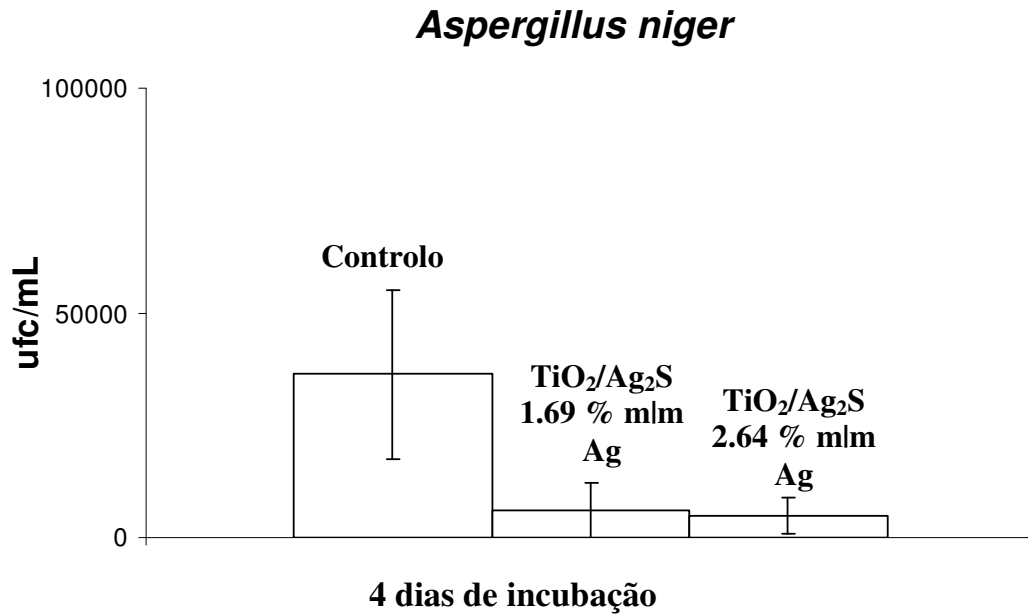 Aspergillus niger
100000
50000
0
ufc/mL
Controlo
TiO₂/Ag₂S
1.69 % m|m
Ag
TiO₂/Ag₂S
2.64 % m|m
Ag
4 dias de incubação